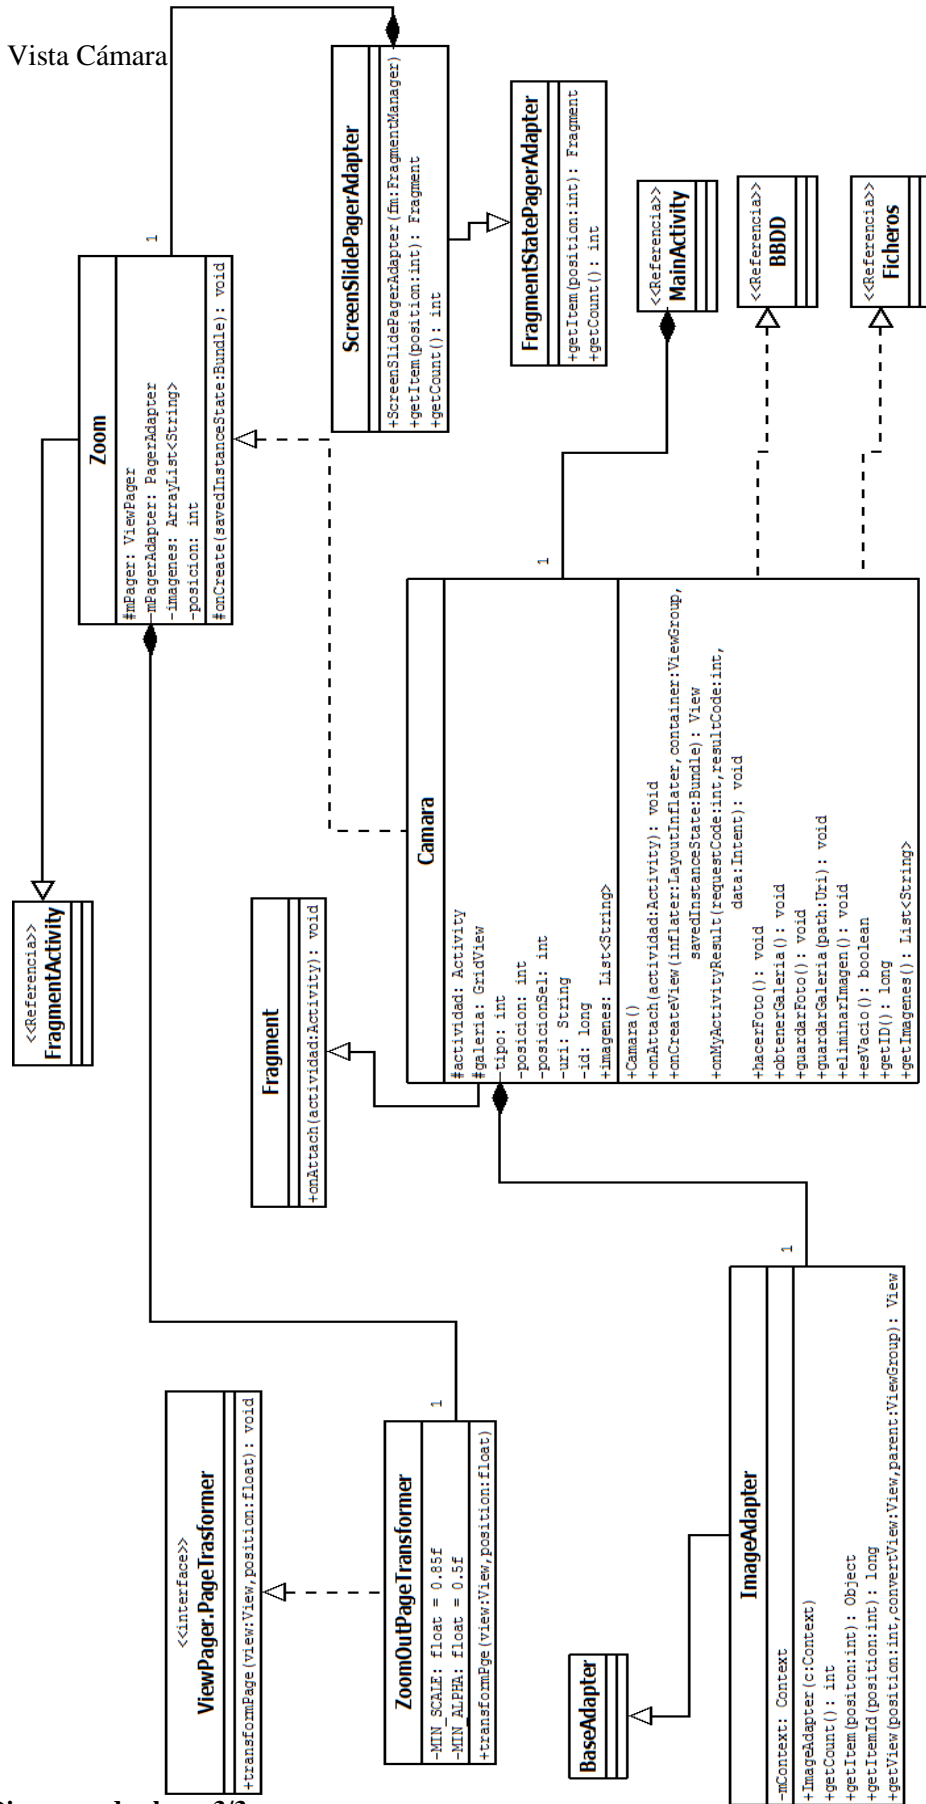 Vista Cámara
<<Referencia>>
FragmentActivity
Zoom
#mPager: ViewPager
-mPagerAdapter: PagerAdapter
-imagenes: ArrayList<String>
-posicion: int
#onCreate(savedInstanceState:Bundle): void
1
ScreenSlidePagerAdapter
+ScreenSlidePagerAdapter(fm:FragmentManager)
+getItem(position:int): Fragment
+getCount(): int
FragmentStatePagerAdapter
+getItem(position:int): Fragment
+getCount(): int
<<Referencia>>
MainActivity
<<Referencia>>
BBDD
<<Referencia>>
Ficheros
Fragment
+onAttach(actividad:Activity): void
Camara
#actividad: Activity
#galeria: GridView
-tipo: int
-posicion: int
-posicionSel: int
-uri: String
-id: long
+imagenes: List<String>
+Camara()
+onAttach(actividad:Activity): void
+onCreateView(inflater:LayoutInflater,container:ViewGroup,
savedInstanceState:Bundle): View
+onMyActivityResult(requestCode:int,resultCode:int,
data:Intent): void
+hacerFoto(): void
+obtenerGaleria(): void
+guardarFoto(): void
+guardarGaleria(path:Uri): void
+eliminarImagen(): void
+esVacio(): boolean
+getID(): long
+getImagenes(): List<String>
1
<<interface>>
ViewPager.PageTrasformer
+transformPage(view:View,position:float): void
ZoomOutPageTransformer
-MIN_SCALE: float = 0.85f
-MIN_ALPHA: float = 0.5f
+transformPge(view:View,position:float)
1
BaseAdapter
ImageAdapter
-mContext: Context
+ImageAdapter(c:Context)
+getCount(): int
+getItem(positon:int): Object
+getItemId(position:int): long
+getView(position:int,convertView:View,parent:ViewGroup): View
1